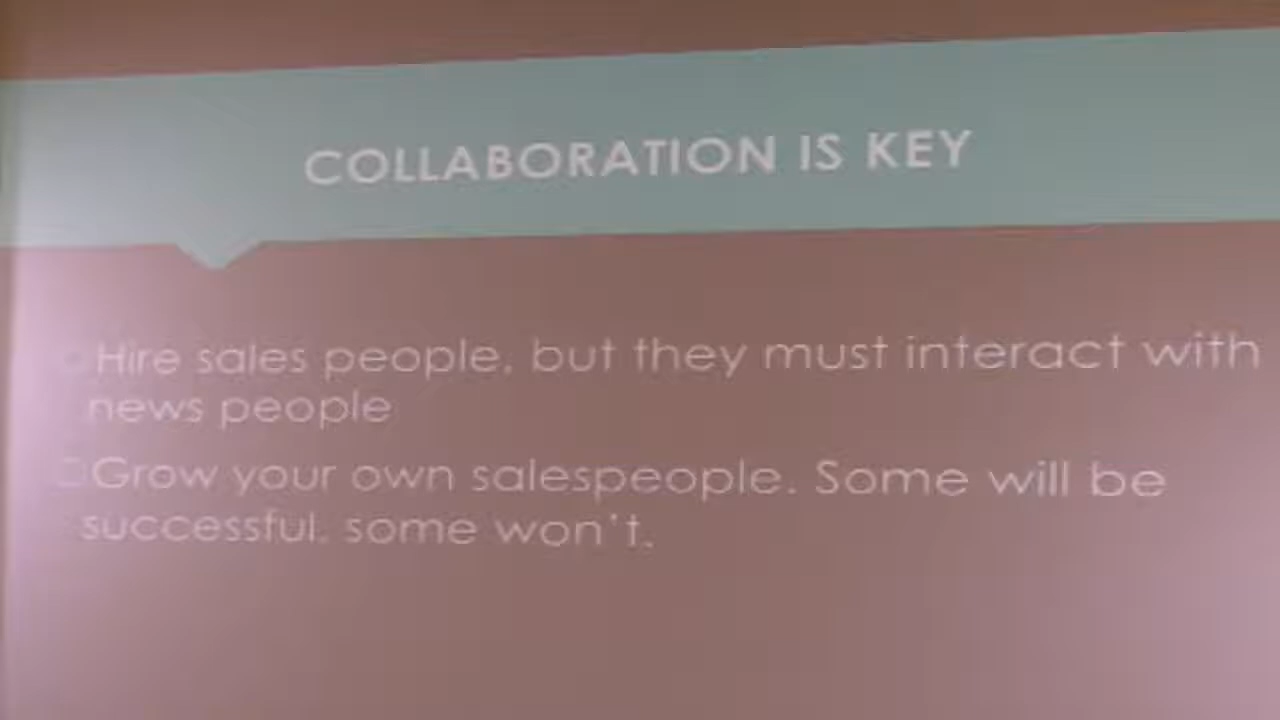 COLLABORATION IS KEY
Hire sales people, but they must interact with
news people
Grow your own salespeople. Some will be
successful, some won't.